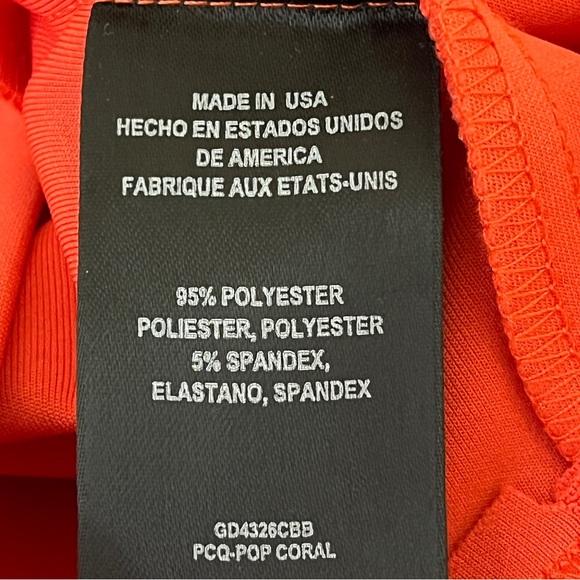 MADE IN USA
HECHO EN ESTADOS UNIDOS
DE AMERICA
FABRIQUE AUX ETATS-UNIS
95% POLYESTER
POLIESTER, POLYESTER
5% SPANDEX,
ELASTANO, SPANDEX
GD4326CBB
PCQ-POP CORAL